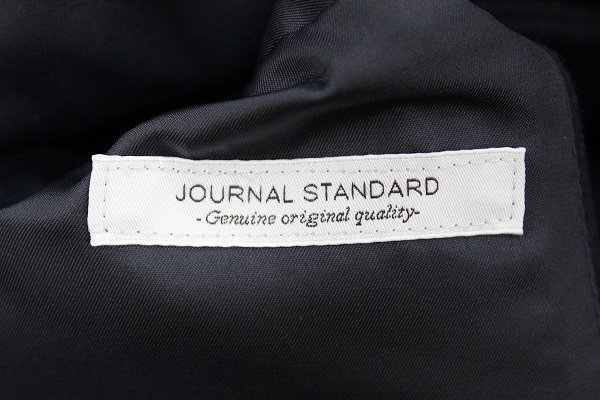 JOURNAL STANDARD
-Genuine original quality-